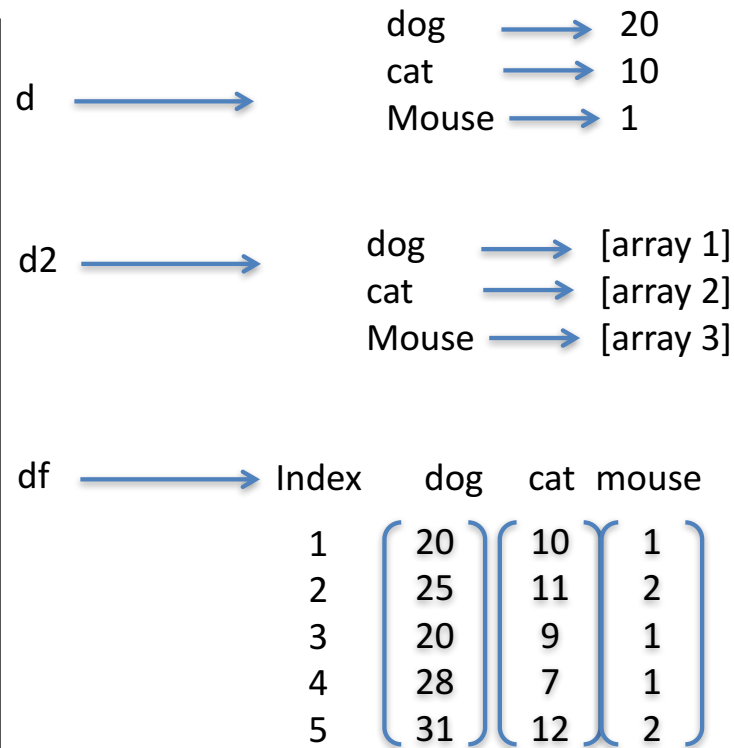 dog 20
cat 10
d
Mouse 1
d2
dog [array 1]
cat [array 2]
Mouse [array 3]
df Index dog cat mouse
1 20 10 1
2 25 11 2
3 20 9 1
4 28 7 1
5 31 12 2